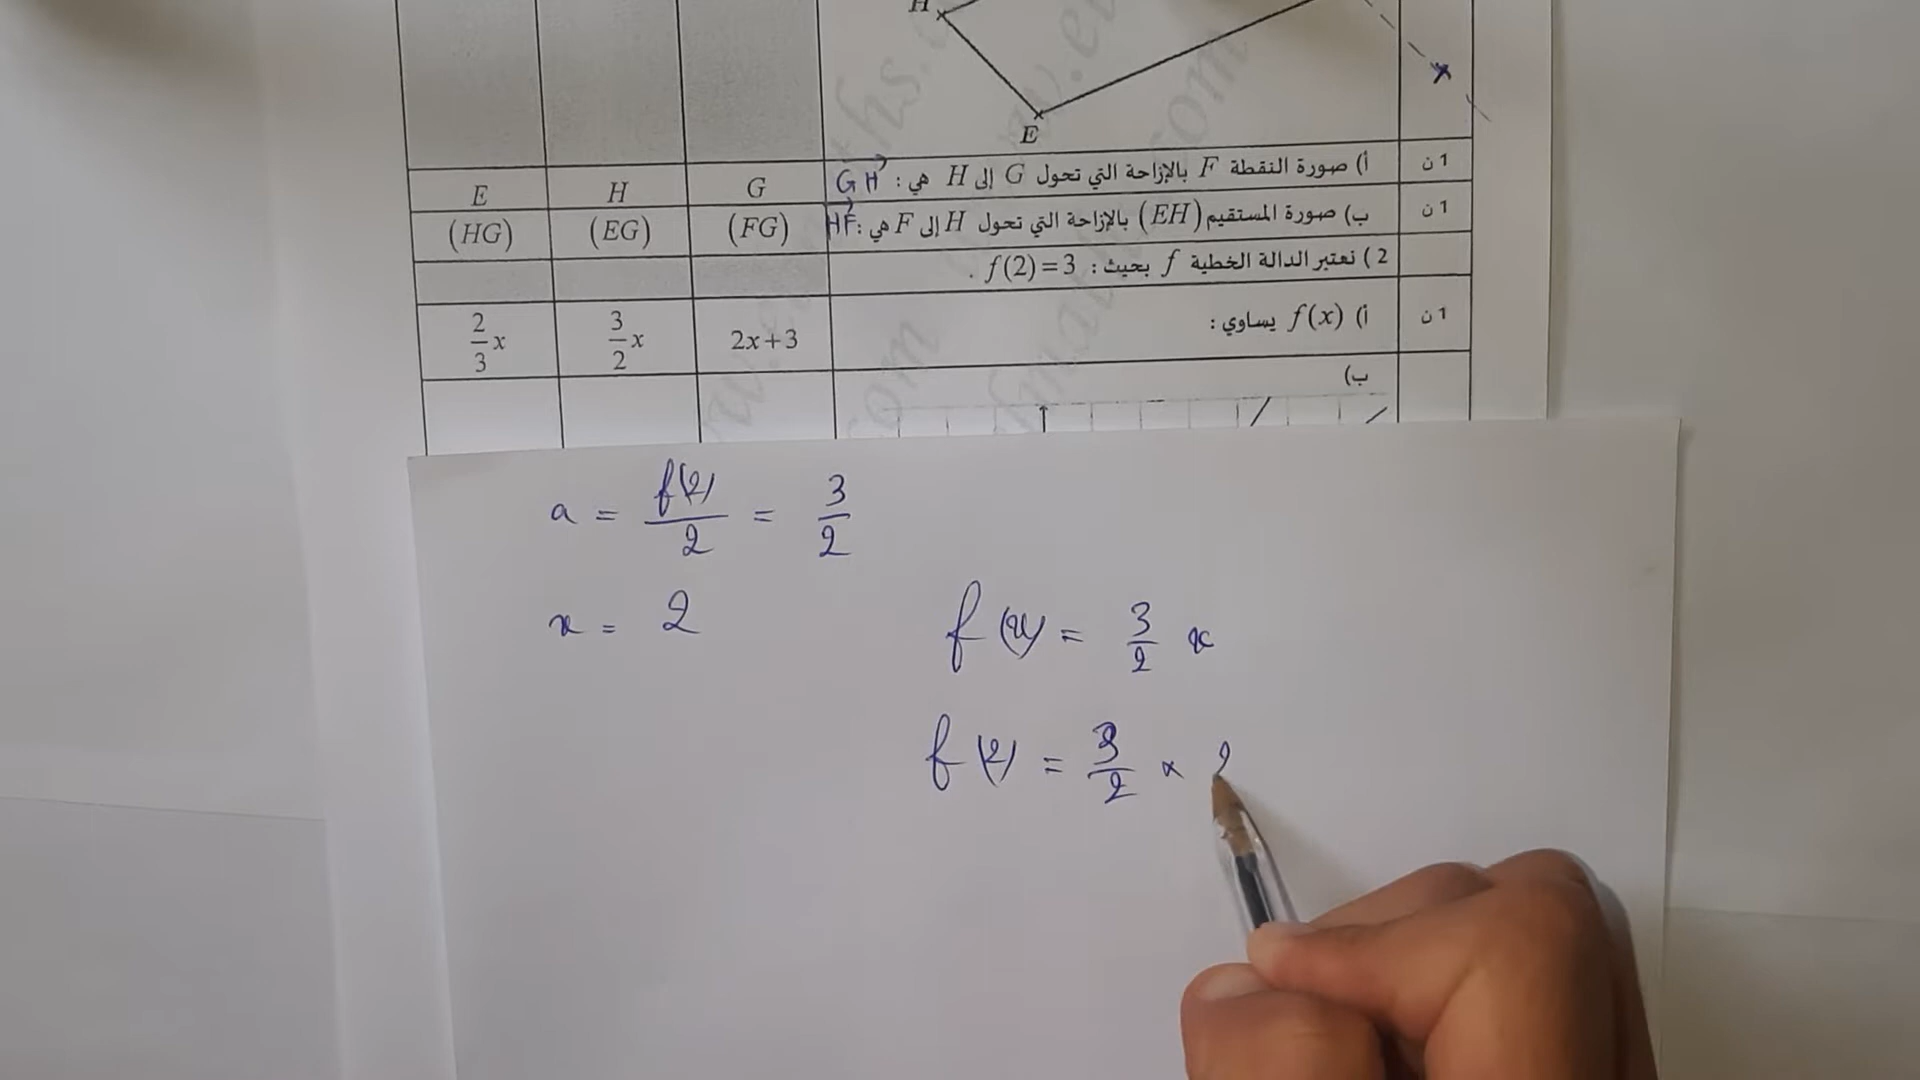 H
E
1 ن
أ) صورة النقطة F بالإزاحة التي تحول G إلى H هي : GH
G
H
E
1 ن
ب) صورة المستقيم (EH) بالإزاحة التي تحول H إلى F هي : HF
(FG)
(EG)
(HG)
2 ) نعتبر الدالة الخطية f بحيث : f(2)=3 .
1 ن
أ) f(x) يساوي :
2x+3
3/2 x
2/3 x
ب)
a = f(2)/2 = 3/2
x = 2
f(x) = 3/2 x
f(2) = 3/2 × 2